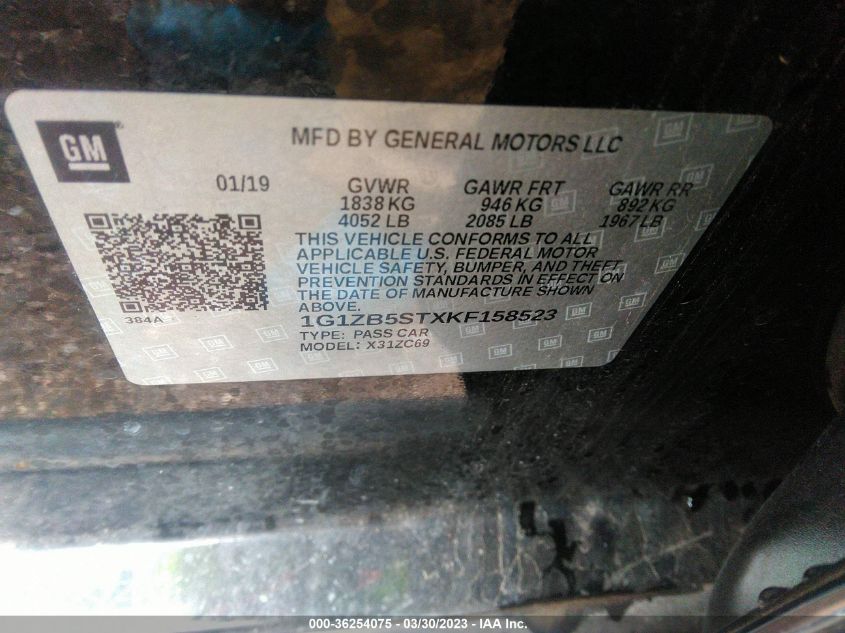 GM
MFD BY GENERAL MOTORS LLC
01/19 GVWR GAWR FRT GAWR RR
1838 KG 946 KG 892 KG
4052 LB 2085 LB 1967 LB
THIS VEHICLE CONFORMS TO ALL
APPLICABLE U.S. FEDERAL MOTOR
VEHICLE SAFETY, BUMPER, AND THEFT
PREVENTION STANDARDS IN EFFECT ON
THE DATE OF MANUFACTURE SHOWN
ABOVE.
384A
1G1ZB5STXKF158523
TYPE: PASS CAR
MODEL: X31ZC69
000-36254075 — 03/30/2023 — IAA Inc.